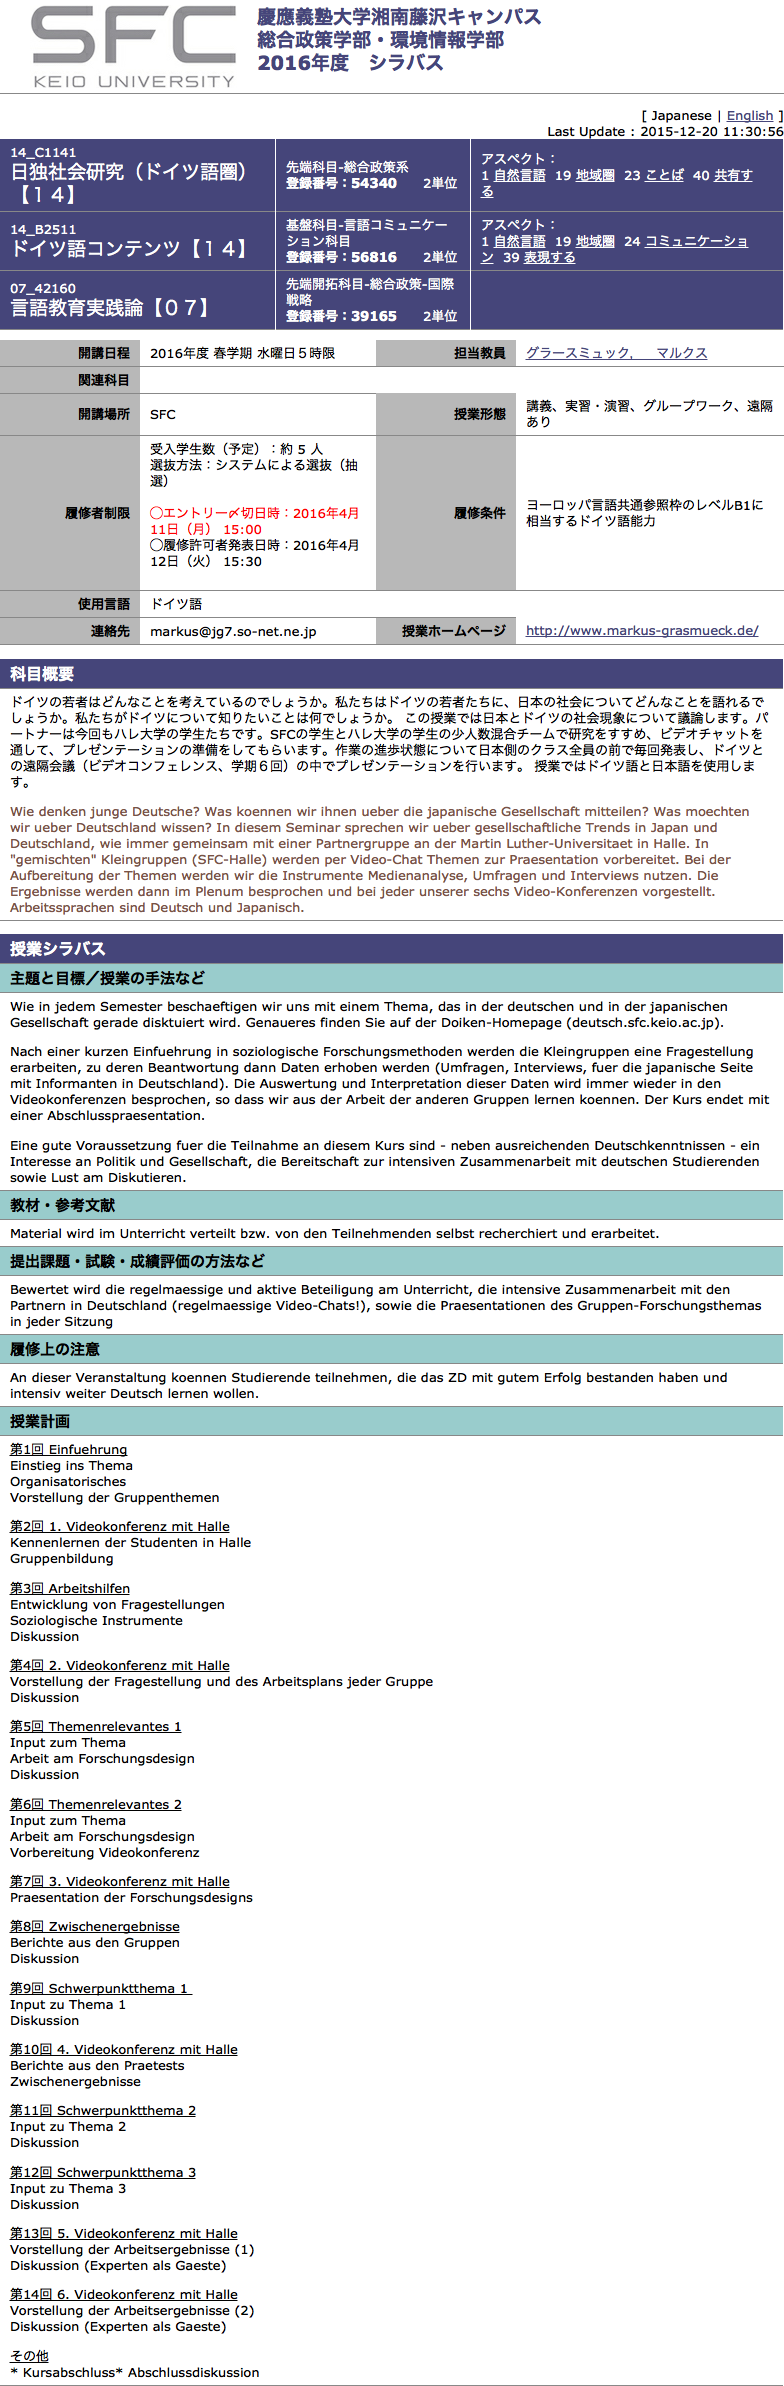 SFC
KEIO UNIVERSITY
慶應義塾大学湘南藤沢キャンパス
総合政策学部・環境情報学部
2016年度　シラバス
[ Japanese | English ]
Last Update : 2015-12-20 11:30:56
14_C1141
日独社会研究（ドイツ語圏）
【１４】
先端科目-総合政策系
登録番号：54340　　2単位
アスペクト：
1 自然言語 19 地域圏 23 ことば 40 共有す
る
14_B2511
ドイツ語コンテンツ【１４】
基盤科目-言語コミュニケー
ション科目
登録番号：56816　　2単位
アスペクト：
1 自然言語 19 地域圏 24 コミュニケーショ
ン 39 表現する
07_42160
言語教育実践論【０７】
先端開拓科目-総合政策-国際
戦略
登録番号：39165　　2単位
開講日程
2016年度 春学期 水曜日５時限
担当教員
グラースミュック,　マルクス
関連科目
開講場所
SFC
授業形態
講義、実習・演習、グループワーク、遠隔
あり
履修者制限
受入学生数（予定）：約 5 人
選抜方法：システムによる選抜（抽
選）
◯エントリー〆切日時：2016年4月
11日（月） 15:00
◯履修許可者発表日時：2016年4月
12日（火） 15:30
履修条件
ヨーロッパ言語共通参照枠のレベルB1に
相当するドイツ語能力
使用言語
ドイツ語
連絡先
markus@jg7.so-net.ne.jp
授業ホームページ
http://www.markus-grasmueck.de/
科目概要
ドイツの若者はどんなことを考えているのでしょうか。私たちはドイツの若者たちに、日本の社会についてどんなことを語れるで
しょうか。私たちがドイツについて知りたいことは何でしょうか。 この授業では日本とドイツの社会現象について議論します。パ
ートナーは今回もハレ大学の学生たちです。SFCの学生とハレ大学の学生の少人数混合チームで研究をすすめ、ビデオチャットを
通して、プレゼンテーションの準備をしてもらいます。作業の進歩状態について日本側のクラス全員の前で毎回発表し、ドイツと
の遠隔会議（ビデオコンフェレンス、学期６回）の中でプレゼンテーションを行います。 授業ではドイツ語と日本語を使用しま
す。
Wie denken junge Deutsche? Was koennen wir ihnen ueber die japanische Gesellschaft mitteilen? Was moechten
wir ueber Deutschland wissen? In diesem Seminar sprechen wir ueber gesellschaftliche Trends in Japan und
Deutschland, wie immer gemeinsam mit einer Partnergruppe an der Martin Luther-Universitaet in Halle. In
"gemischten" Kleingruppen (SFC-Halle) werden per Video-Chat Themen zur Praesentation vorbereitet. Bei der
Aufbereitung der Themen werden wir die Instrumente Medienanalyse, Umfragen und Interviews nutzen. Die
Ergebnisse werden dann im Plenum besprochen und bei jeder unserer sechs Video-Konferenzen vorgestellt.
Arbeitssprachen sind Deutsch und Japanisch.
授業シラバス
主題と目標／授業の手法など
Wie in jedem Semester beschaeftigen wir uns mit einem Thema, das in der deutschen und in der japanischen
Gesellschaft gerade disktuiert wird. Genaueres finden Sie auf der Doiken-Homepage (deutsch.sfc.keio.ac.jp).
Nach einer kurzen Einfuehrung in soziologische Forschungsmethoden werden die Kleingruppen eine Fragestellung
erarbeiten, zu deren Beantwortung dann Daten erhoben werden (Umfragen, Interviews, fuer die japanische Seite
mit Informanten in Deutschland). Die Auswertung und Interpretation dieser Daten wird immer wieder in den
Videokonferenzen besprochen, so dass wir aus der Arbeit der anderen Gruppen lernen koennen. Der Kurs endet mit
einer Abschlusspraesentation.
Eine gute Voraussetzung fuer die Teilnahme an diesem Kurs sind - neben ausreichenden Deutschkenntnissen - ein
Interesse an Politik und Gesellschaft, die Bereitschaft zur intensiven Zusammenarbeit mit deutschen Studierenden
sowie Lust am Diskutieren.
教材・参考文献
Material wird im Unterricht verteilt bzw. von den Teilnehmenden selbst recherchiert und erarbeitet.
提出課題・試験・成績評価の方法など
Bewertet wird die regelmaessige und aktive Beteiligung am Unterricht, die intensive Zusammenarbeit mit den
Partnern in Deutschland (regelmaessige Video-Chats!), sowie die Praesentationen des Gruppen-Forschungsthemas
in jeder Sitzung
履修上の注意
An dieser Veranstaltung koennen Studierende teilnehmen, die das ZD mit gutem Erfolg bestanden haben und
intensiv weiter Deutsch lernen wollen.
授業計画
第1回 Einfuehrung
Einstieg ins Thema
Organisatorisches
Vorstellung der Gruppenthemen
第2回 1. Videokonferenz mit Halle
Kennenlernen der Studenten in Halle
Gruppenbildung
第3回 Arbeitshilfen
Entwicklung von Fragestellungen
Soziologische Instrumente
Diskussion
第4回 2. Videokonferenz mit Halle
Vorstellung der Fragestellung und des Arbeitsplans jeder Gruppe
Diskussion
第5回 Themenrelevantes 1
Input zum Thema
Arbeit am Forschungsdesign
Diskussion
第6回 Themenrelevantes 2
Input zum Thema
Arbeit am Forschungsdesign
Vorbereitung Videokonferenz
第7回 3. Videokonferenz mit Halle
Praesentation der Forschungsdesigns
第8回 Zwischenergebnisse
Berichte aus den Gruppen
Diskussion
第9回 Schwerpunktthema 1
Input zu Thema 1
Diskussion
第10回 4. Videokonferenz mit Halle
Berichte aus den Praetests
Zwischenergebnisse
第11回 Schwerpunktthema 2
Input zu Thema 2
Diskussion
第12回 Schwerpunktthema 3
Input zu Thema 3
Diskussion
第13回 5. Videokonferenz mit Halle
Vorstellung der Arbeitsergebnisse (1)
Diskussion (Experten als Gaeste)
第14回 6. Videokonferenz mit Halle
Vorstellung der Arbeitsergebnisse (2)
Diskussion (Experten als Gaeste)
その他
* Kursabschluss* Abschlussdiskussion